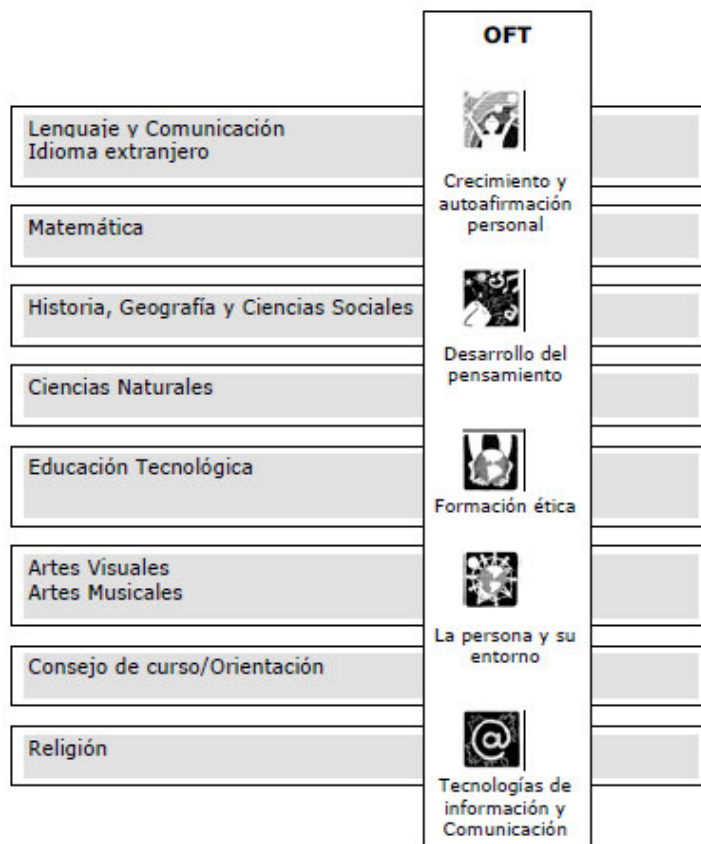 OFT
Lenguaje y Comunicación
Idioma extranjero
Crecimiento y
autoafirmación
personal
Matemática
Historia, Geografía y Ciencias Sociales
Desarrollo del
pensamiento
Ciencias Naturales
Educación Tecnológica
Formación ética
Artes Visuales
Artes Musicales
La persona y su
entorno
Consejo de curso/Orientación
Religión
@
Tecnologías de
información y
Comunicación